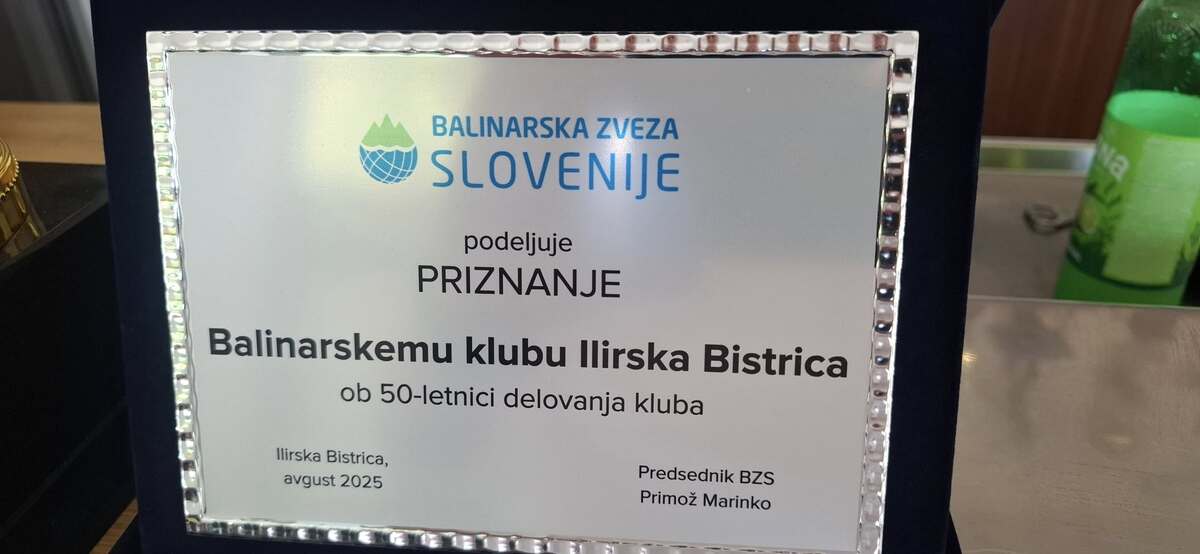 BALINARSKA ZVEZA
SLOVENIJE
podeljuje
PRIZNANJE
Balinarskemu klubu Ilirska Bistrica
ob 50-letnici delovanja kluba
Ilirska Bistrica,
avgust 2025
Predsednik BZS
Primož Marinko